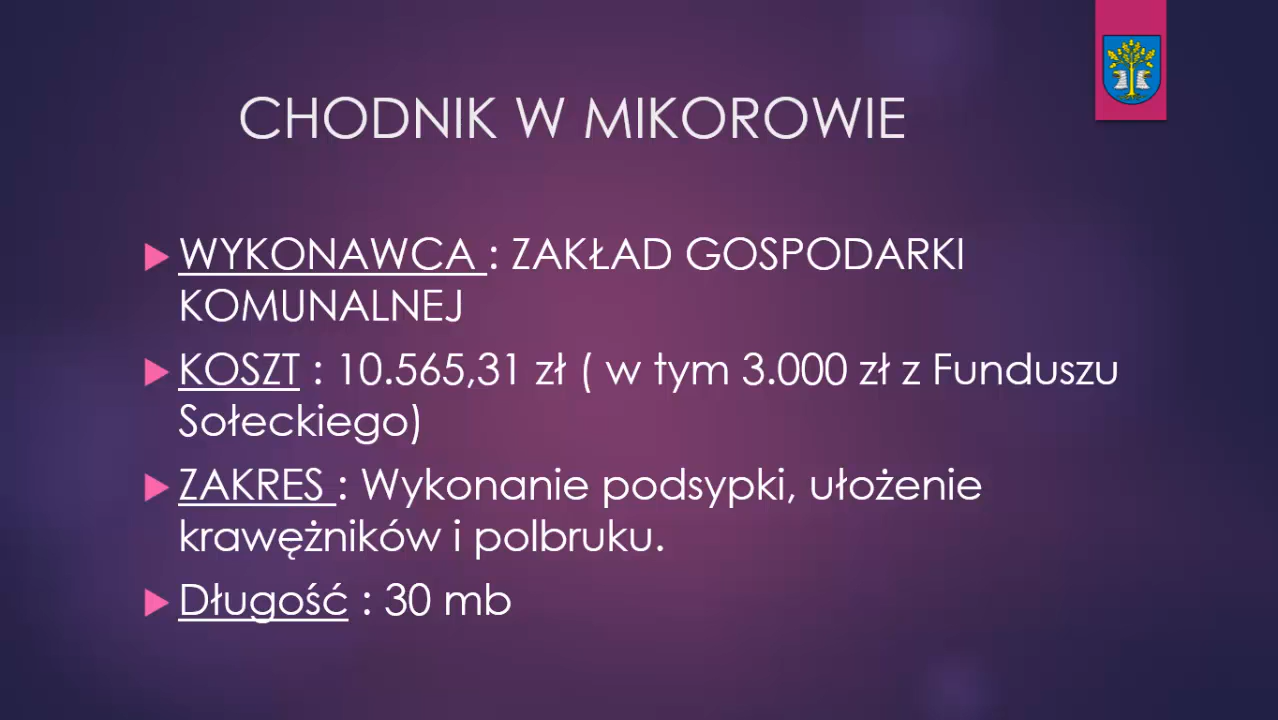 CHODNIK W MIKOROWIE
WYKONAWCA : ZAKŁAD GOSPODARKI
KOMUNALNEJ
KOSZT : 10.565,31 zł ( w tym 3.000 zł z Funduszu
Sołeckiego)
ZAKRES : Wykonanie podsypki, ułożenie
krawężników i polbruku.
Długość : 30 mb